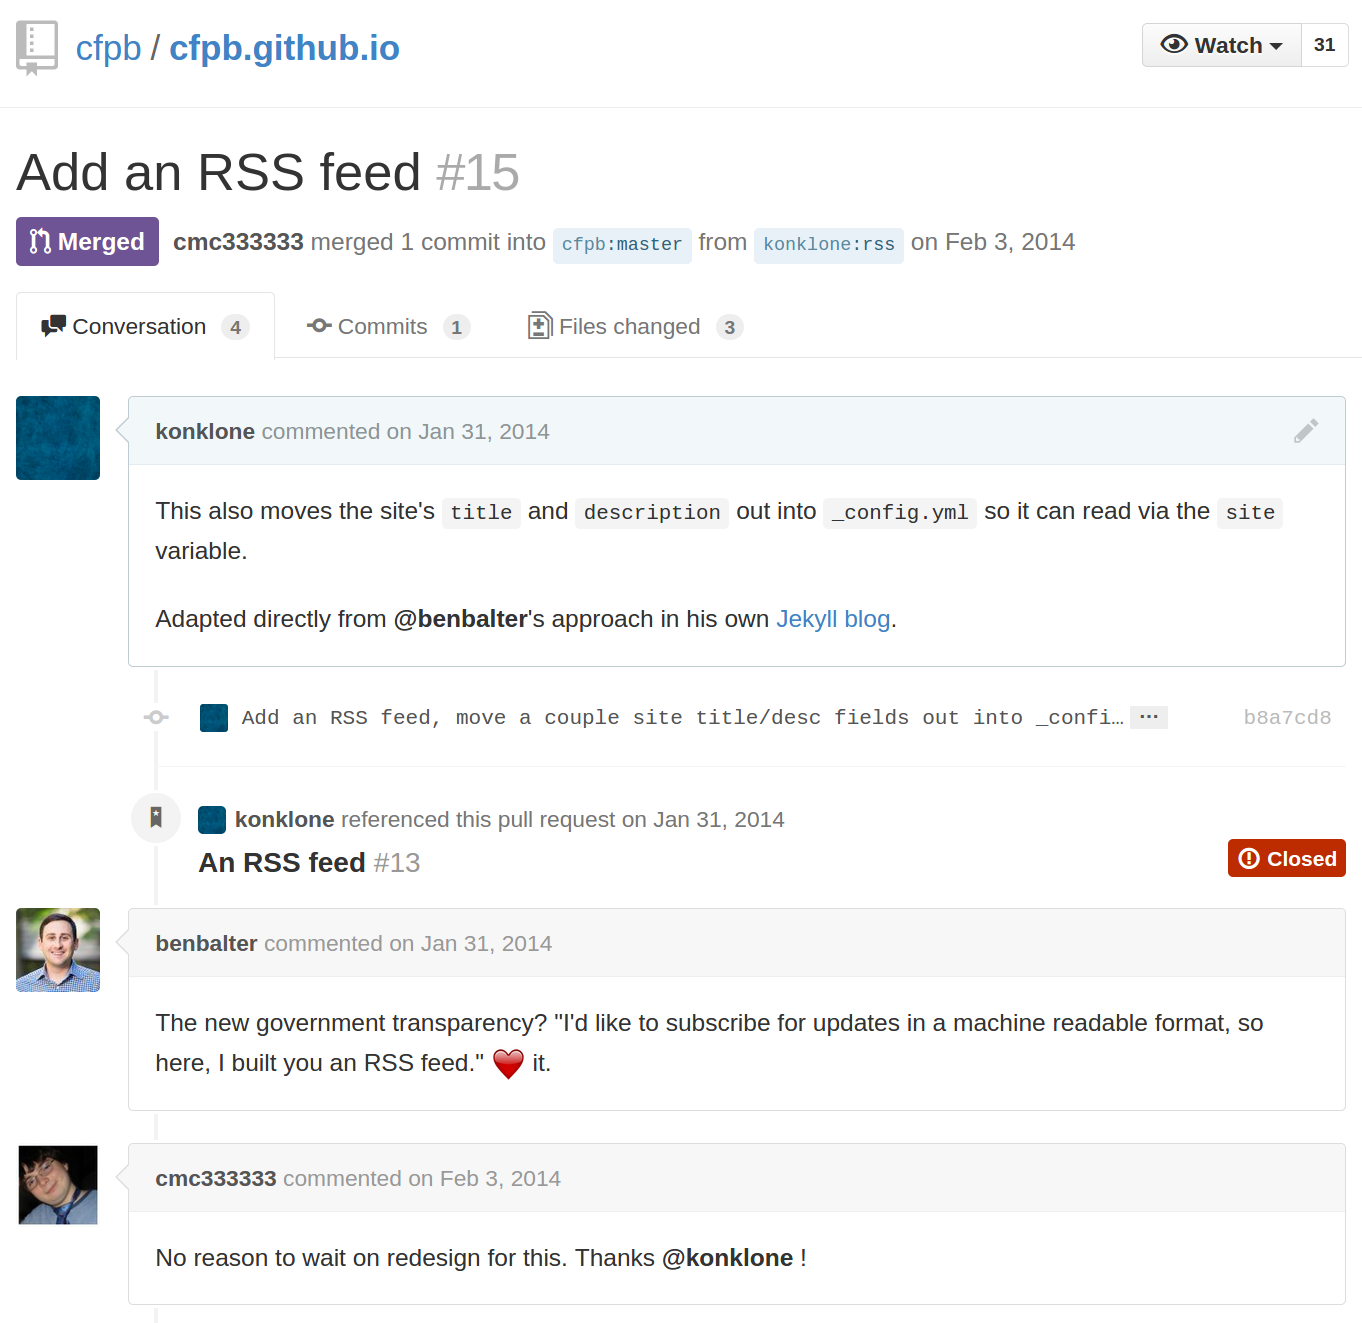 cfpb / cfpb.github.io
Watch 31
Add an RSS feed #15
Merged cmc333333 merged 1 commit into cfpb:master from konklone:rss on Feb 3, 2014
Conversation 4 Commits 1 Files changed 3
konklone commented on Jan 31, 2014
This also moves the site's title and description out into _config.yml so it can read via the site
variable.
Adapted directly from @benbalter's approach in his own Jekyll blog.
Add an RSS feed, move a couple site title/desc fields out into _confi… ... b8a7cd8
konklone referenced this pull request on Jan 31, 2014
An RSS feed #13
Closed
benbalter commented on Jan 31, 2014
The new government transparency? "I'd like to subscribe for updates in a machine readable format, so
here, I built you an RSS feed." ❤️ it.
cmc333333 commented on Feb 3, 2014
No reason to wait on redesign for this. Thanks @konklone !